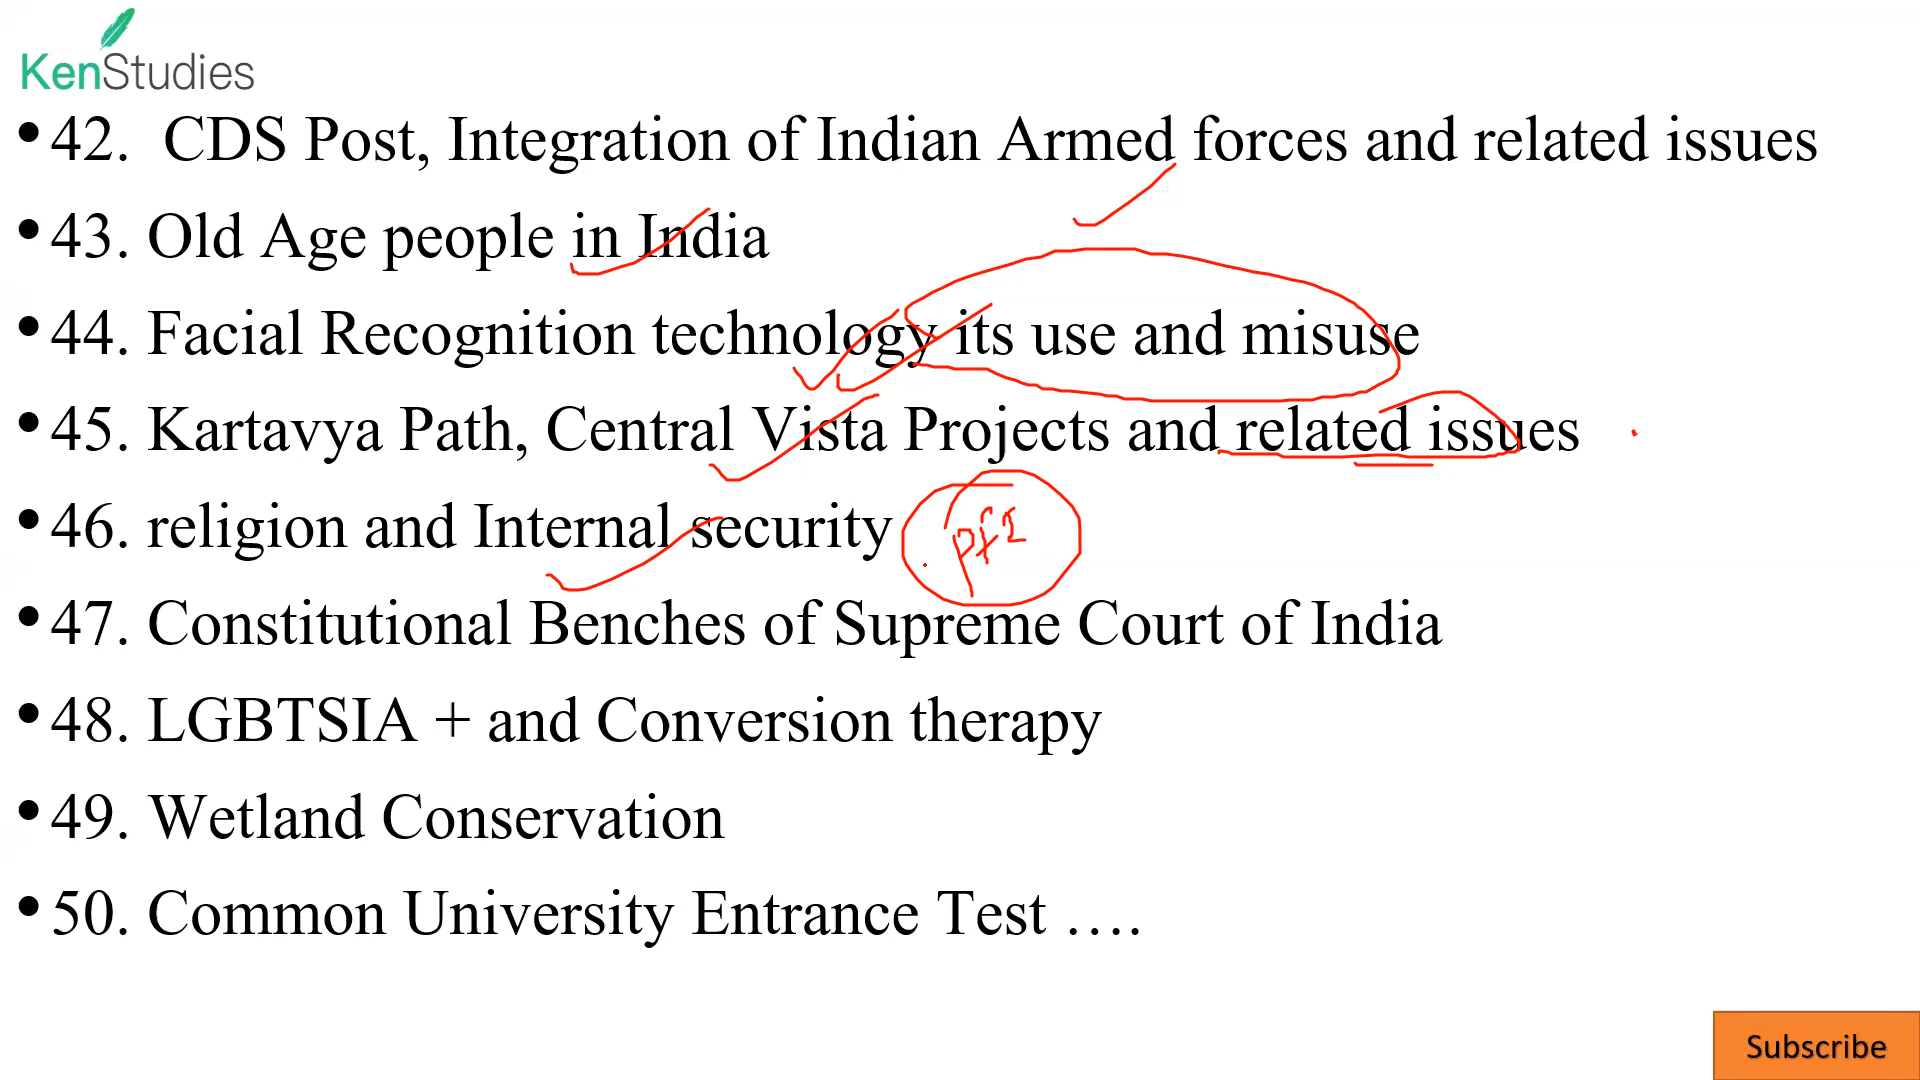 KenStudies
•42. CDS Post, Integration of Indian Armed forces and related issues
•43. Old Age people in India
•44. Facial Recognition technology its use and misuse
•45. Kartavya Path, Central Vista Projects and related issues
•46. religion and Internal security PFI
•47. Constitutional Benches of Supreme Court of India
•48. LGBTSIA + and Conversion therapy
•49. Wetland Conservation
•50. Common University Entrance Test ….
Subscribe